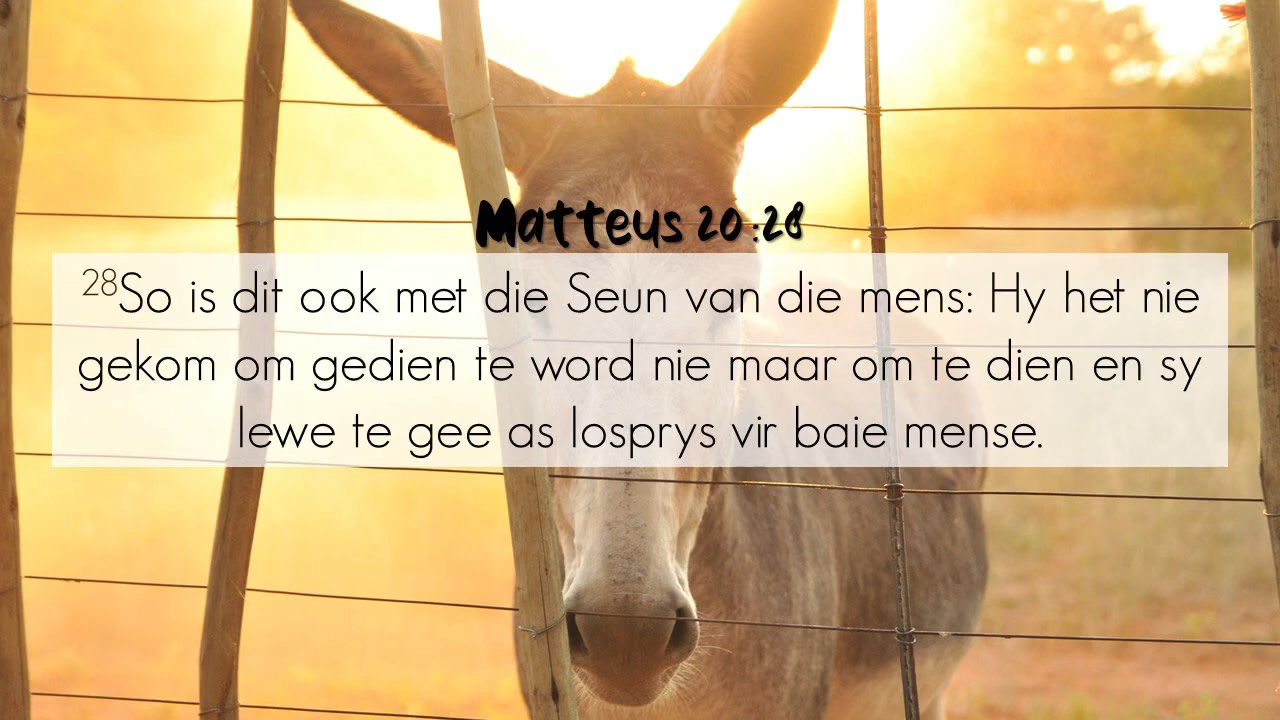 Matteus 20:28
28So is dit ook met die Seun van die mens: Hy het nie
gekom om gedien te word nie maar om te dien en sy
lewe te gee as losprys vir baie mense.